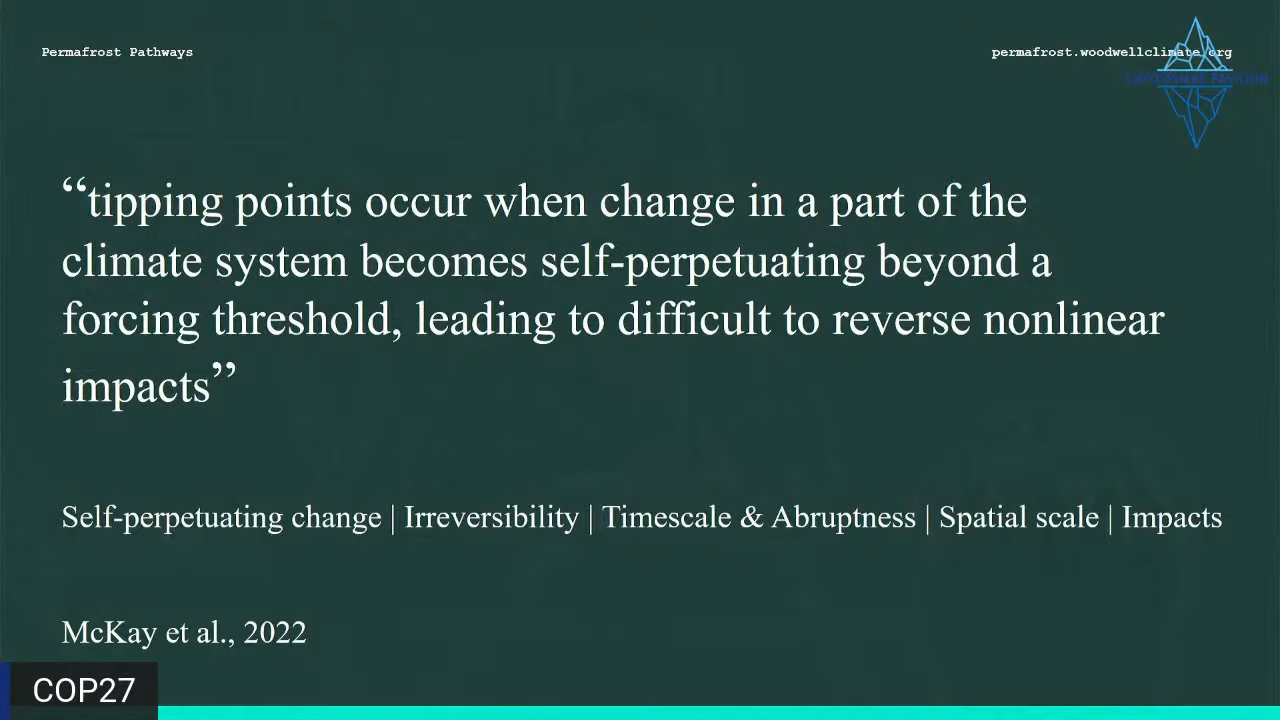 Permafrost Pathways
permafrost.woodwellclimate.org
CRYOSPHERE PAVILION
“tipping points occur when change in a part of the
climate system becomes self-perpetuating beyond a
forcing threshold, leading to difficult to reverse nonlinear
impacts”
Self-perpetuating change | Irreversibility | Timescale & Abruptness | Spatial scale | Impacts
McKay et al., 2022
COP27